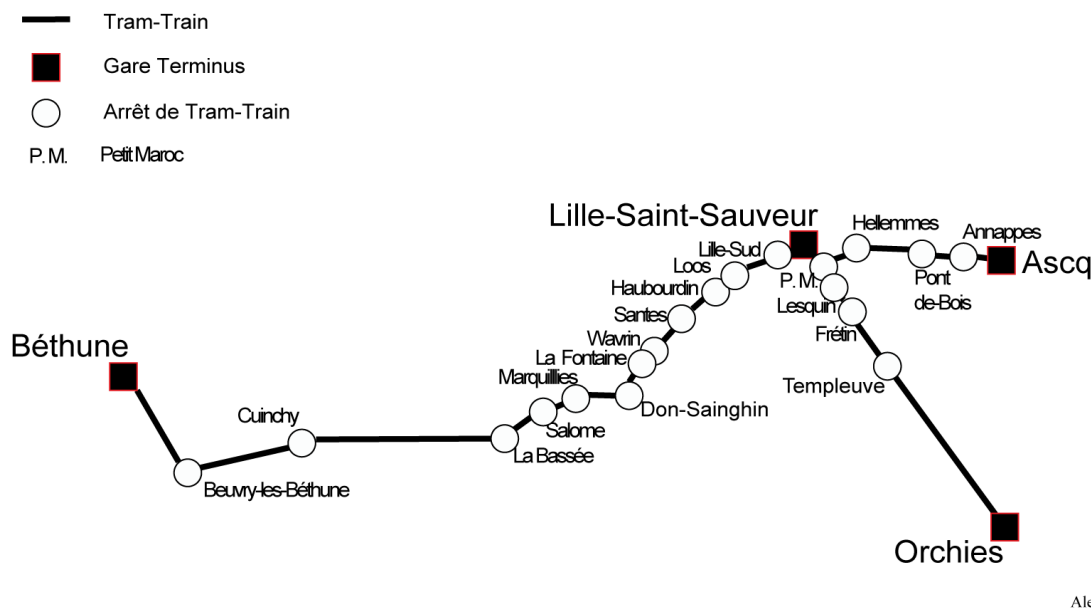 Tram-Train
Gare Terminus
Arrêt de Tram-Train
P.M. Petit Maroc
Lille-Saint-Sauveur
Hellemmes
Annappes
Lille-Sud
Ascq
Loos
P.M.
Pont
de-Bois
Haubourdin
Lesquin
Santes
Frétin
Wavrin
Béthune
La Fontaine
Marquillies
Templeuve
Don-Sainghin
Cuinchy
Salome
La Bassée
Beuvry-les-Béthune
Orchies
Ale